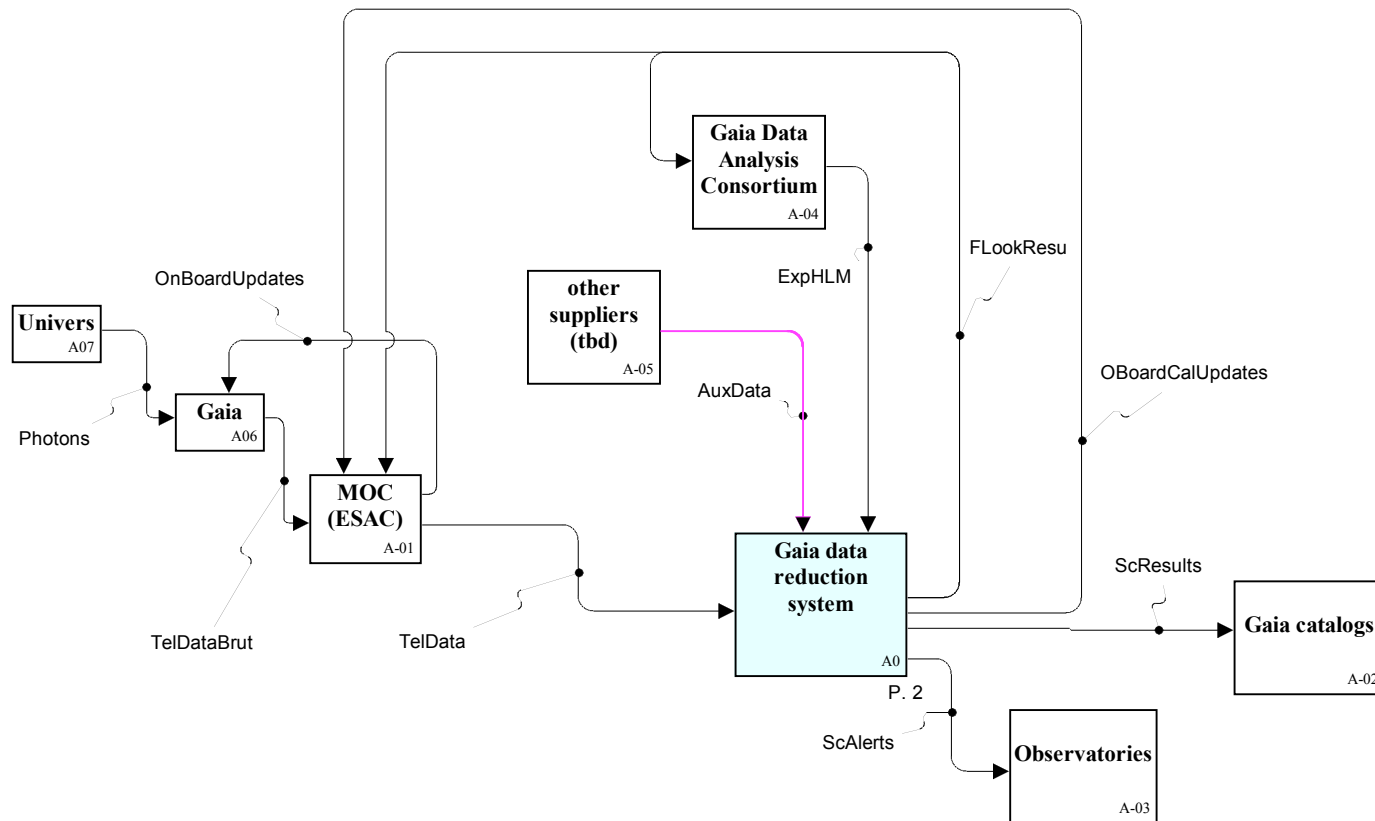 Gaia Data
Analysis
Consortium
A-04
FLookResu
ExpHLM
OnBoardUpdates
other
suppliers
(tbd)
A-05
Univers
A07
OBoardCalUpdates
AuxData
Gaia
A06
Photons
MOC
(ESAC)
A-01
Gaia data
reduction
system
A0
P. 2
ScResults
Gaia catalogs
A-02
TelDataBrut
TelData
ScAlerts
Observatories
A-03